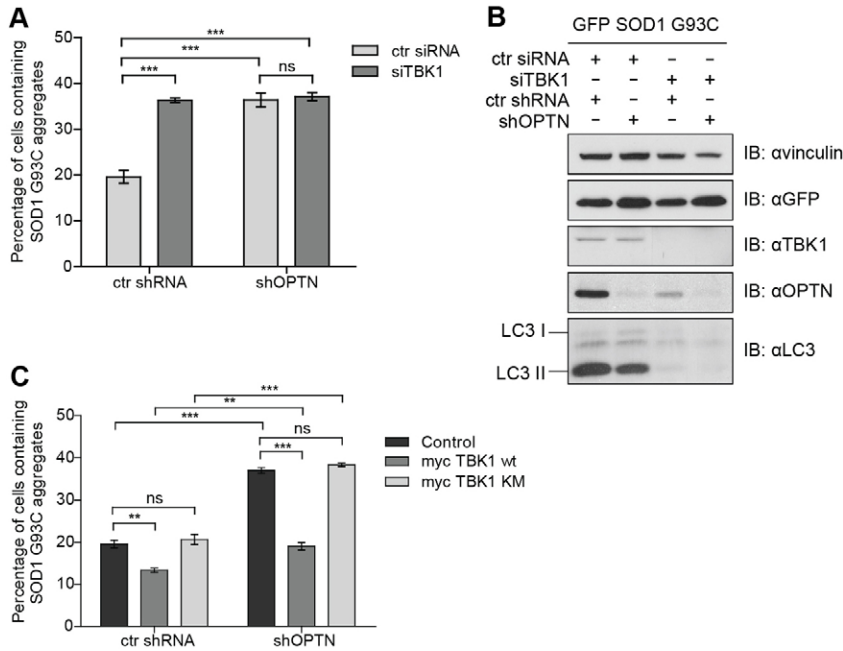 A
Percentage of cells containing
SOD1 G93C aggregates
50
40
30
20
10
0
***
***
***
ns
ctr shRNA
shOPTN
ctr siRNA
siTBK1
B
GFP SOD1 G93C
ctr siRNA + + – –
siTBK1 – – + +
ctr shRNA + – + –
shOPTN – + – +
IB: αvinculin
IB: αGFP
IB: αTBK1
IB: αOPTN
LC3 I
LC3 II
IB: αLC3
C
Percentage of cells containing
SOD1 G93C aggregates
50
40
30
20
10
0
***
**
***
ns
***
ns
**
ctr shRNA
shOPTN
Control
myc TBK1 wt
myc TBK1 KM